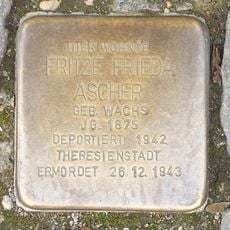 HIER WOHNTE
FRITZE FRIEDA
ASCHER
GEB. WACHS
JG. 1875
DEPORTIERT 1942
THERESIENSTADT
ERMORDET 26.12.1943